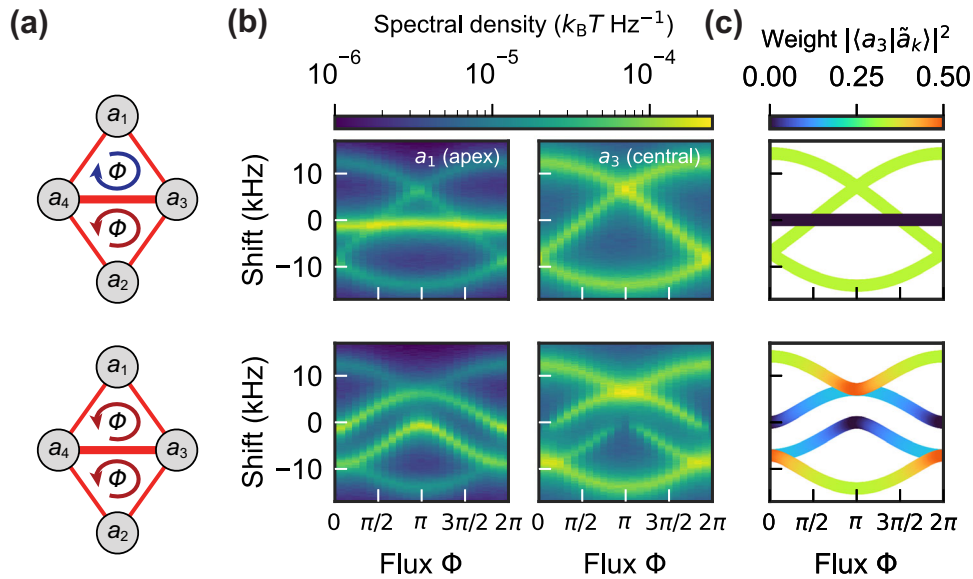 (a)
(b)
(c)
Spectral density (k_B T Hz⁻¹)
10⁻⁶ 10⁻⁵ 10⁻⁴
Weight |⟨a₃|ã_k⟩|²
0.00 0.25 0.50
a₁
Φ
a₄ a₃
Φ
a₂
Shift (kHz)
10
0
−10
a₁ (apex)
a₃ (central)
a₁
Φ
a₄ a₃
Φ
a₂
Shift (kHz)
10
0
−10
0 π/2 π 3π/2 2π
0 π/2 π 3π/2 2π
0 π/2 π 3π/2 2π
Flux Φ
Flux Φ
Flux Φ